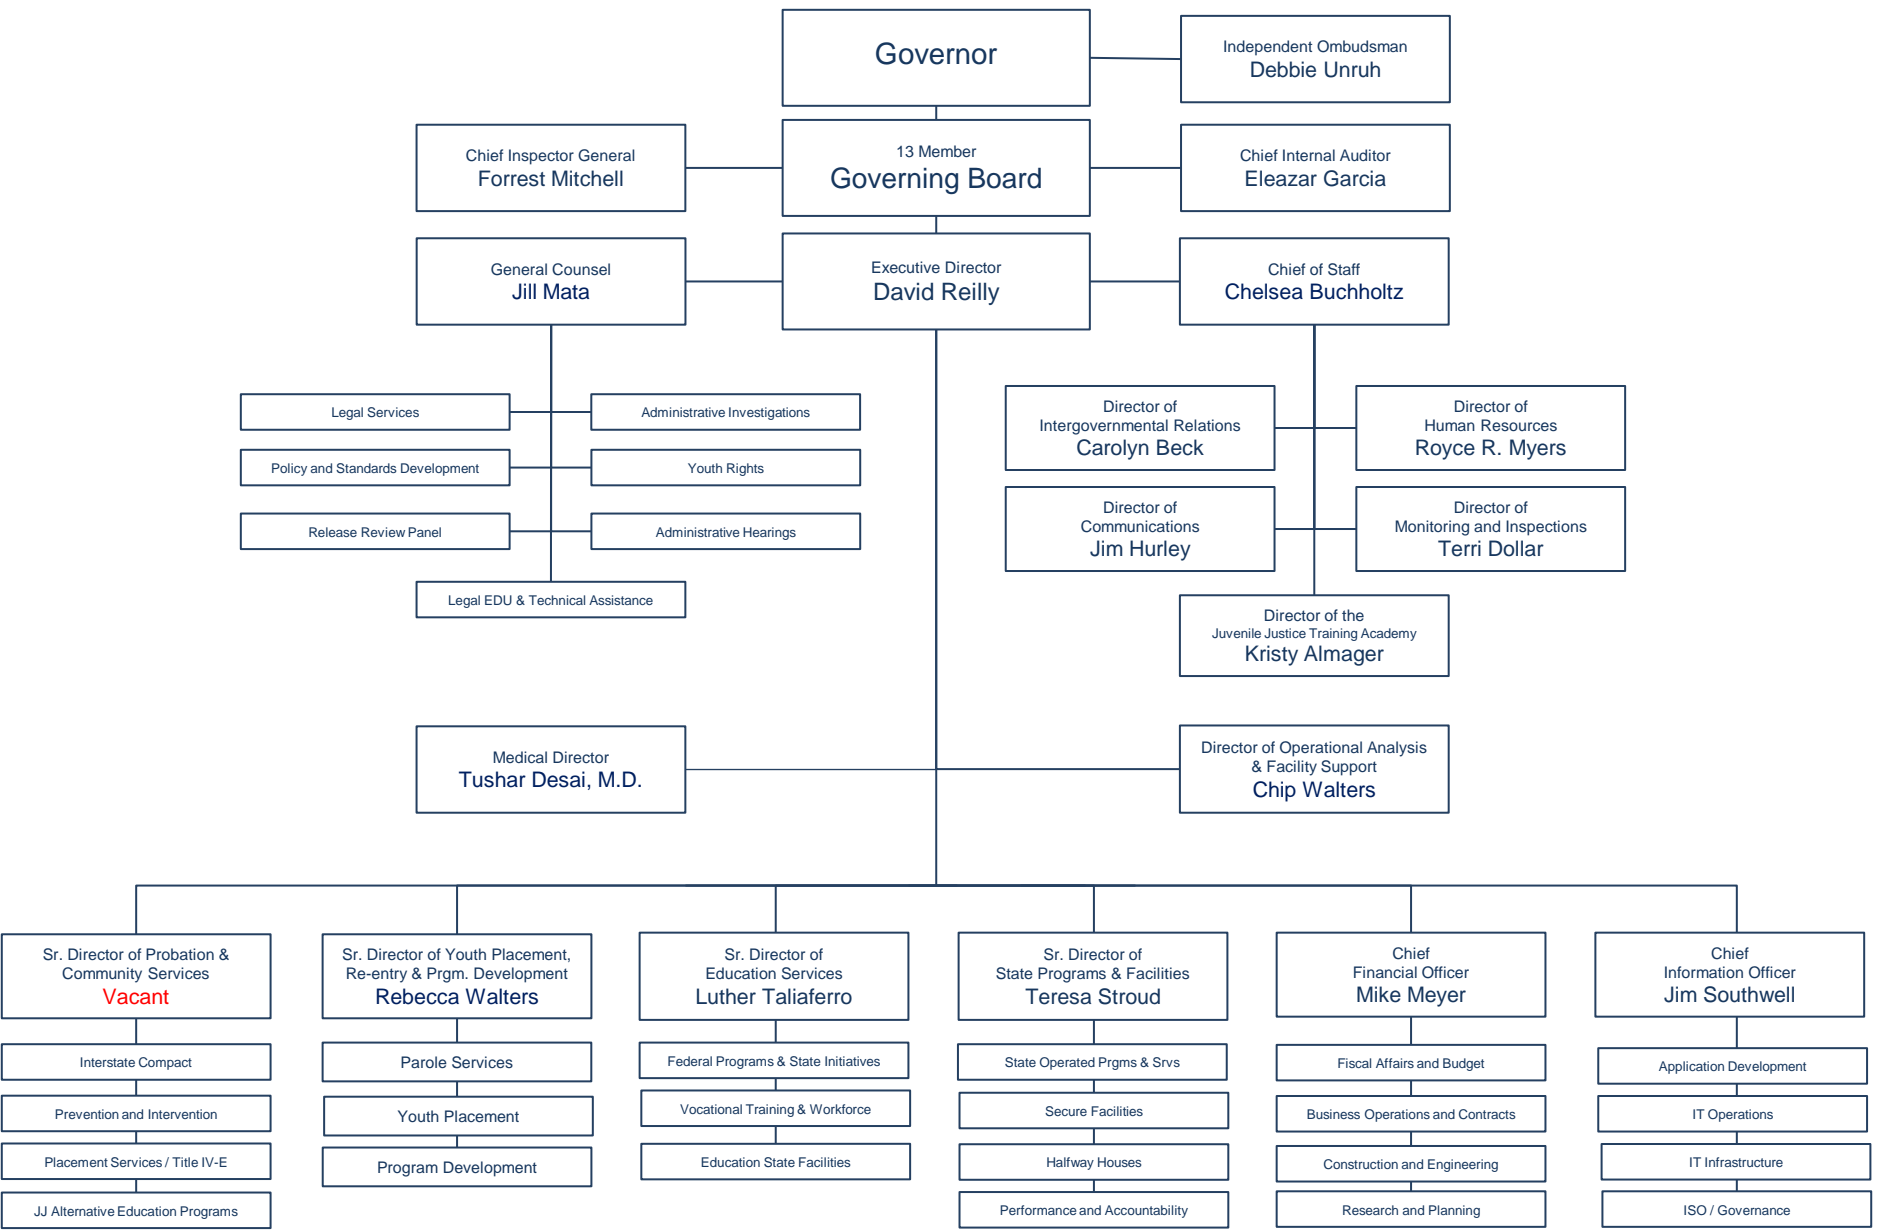 Governor
Independent Ombudsman
Debbie Unruh
Chief Inspector General
Forrest Mitchell
13 Member
Governing Board
Chief Internal Auditor
Eleazar Garcia
General Counsel
Jill Mata
Executive Director
David Reilly
Chief of Staff
Chelsea Buchholtz
Legal Services
Administrative Investigations
Policy and Standards Development
Youth Rights
Release Review Panel
Administrative Hearings
Legal EDU & Technical Assistance
Director of
Intergovernmental Relations
Carolyn Beck
Director of
Human Resources
Royce R. Myers
Director of
Communications
Jim Hurley
Director of
Monitoring and Inspections
Terri Dollar
Director of the
Juvenile Justice Training Academy
Kristy Almager
Medical Director
Tushar Desai, M.D.
Director of Operational Analysis
& Facility Support
Chip Walters
Sr. Director of Probation &
Community Services
Vacant
Interstate Compact
Prevention and Intervention
Placement Services / Title IV-E
JJ Alternative Education Programs
Sr. Director of Youth Placement,
Re-entry & Prgm. Development
Rebecca Walters
Parole Services
Youth Placement
Program Development
Sr. Director of
Education Services
Luther Taliaferro
Federal Programs & State Initiatives
Vocational Training & Workforce
Education State Facilities
Sr. Director of
State Programs & Facilities
Teresa Stroud
State Operated Prgms & Srvs
Secure Facilities
Halfway Houses
Performance and Accountability
Chief
Financial Officer
Mike Meyer
Fiscal Affairs and Budget
Business Operations and Contracts
Construction and Engineering
Research and Planning
Chief
Information Officer
Jim Southwell
Application Development
IT Operations
IT Infrastructure
ISO / Governance